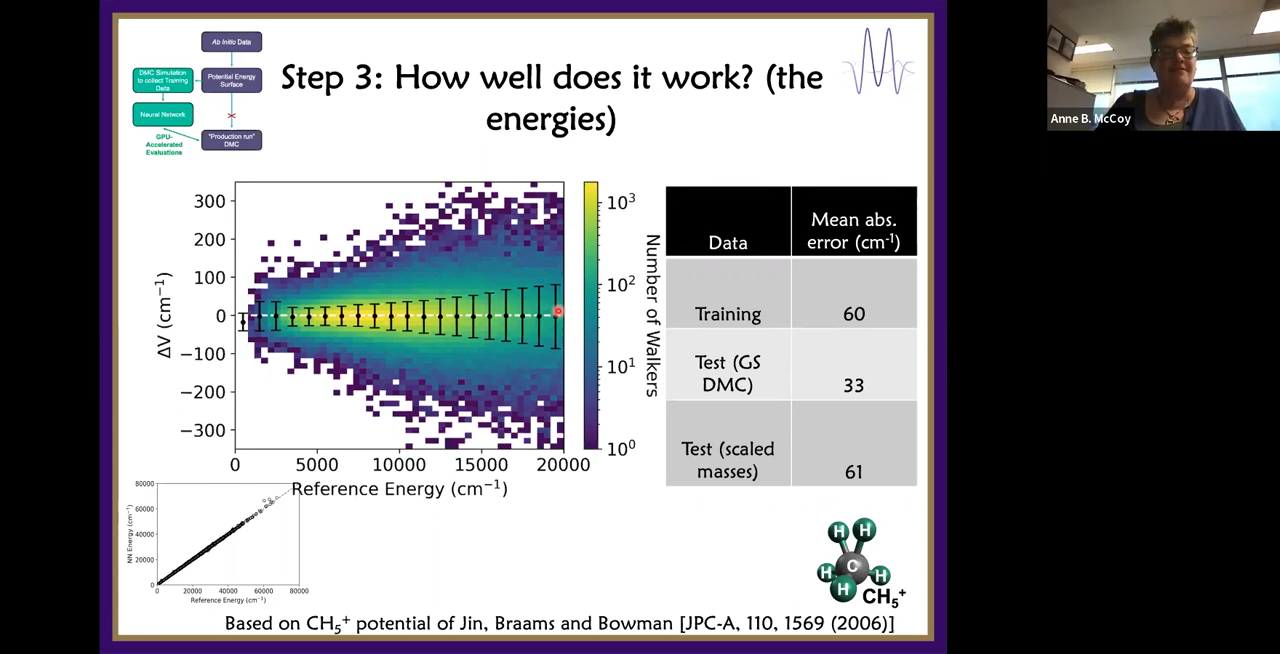 Ab Initio Data
DMC Simulation
to collect Training
Data
Potential Energy
Surface
Neural Network
GPU-
Accelerated
Evaluations
"Production run"
DMC
Step 3: How well does it work? (the
energies)
Anne B. McCoy
300
200
100
0
−100
−200
−300
ΔV (cm⁻¹)
0 5000 10000 15000 20000
Reference Energy (cm⁻¹)
10³
10²
10¹
10⁰
Number of Walkers
Data
Mean abs.
error (cm⁻¹)
Training
60
Test (GS
DMC)
33
Test (scaled
masses)
61
80000
60000
40000
20000
0
NN Energy (cm⁻¹)
0 20000 40000 60000 80000
Reference Energy (cm⁻¹)
H H
C
H H
H
CH₅⁺
Based on CH₅⁺ potential of Jin, Braams and Bowman [JPC-A, 110, 1569 (2006)]